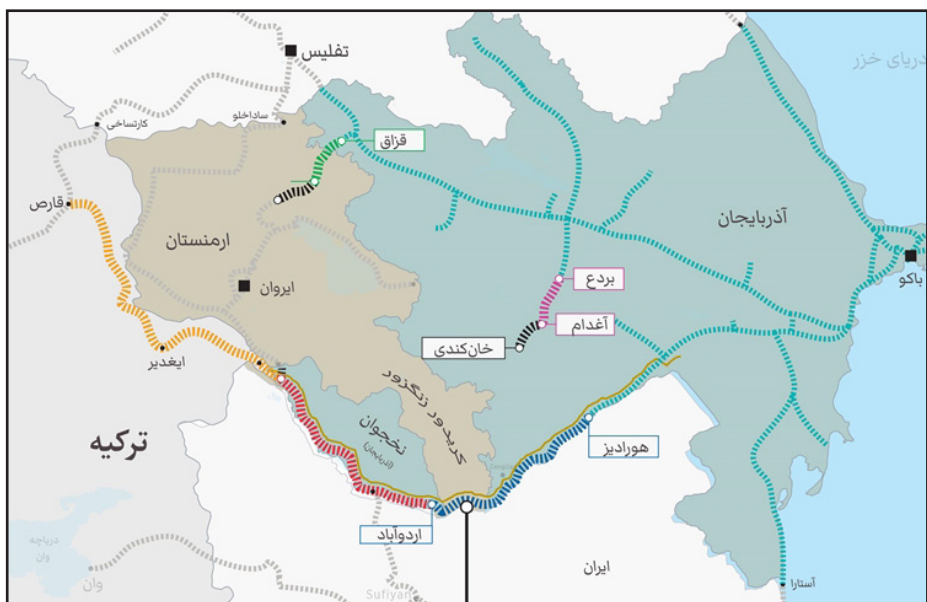 تفلیس
دریای خزر
ساداخلو
کارتساخی
قزاق
قارص
آذربایجان
ارمنستان
باکو
بردع
ایروان
آغدام
خان‌کندی
ایغدیر
کریدور زنگزور
نخجوان
(آذربایجان)
ترکیه
هورادیز
اردوآباد
دریاچه
وان
ایران
وان
آستارا
Sufiyan